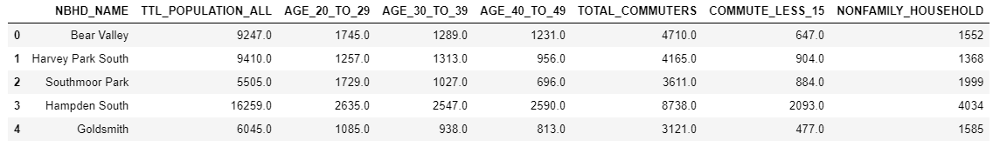 NBHD_NAME TTL_POPULATION_ALL AGE_20_TO_29 AGE_30_TO_39 AGE_40_TO_49 TOTAL_COMMUTERS COMMUTE_LESS_15 NONFAMILY_HOUSEHOLD
0 Bear Valley 9247.0 1745.0 1289.0 1231.0 4710.0 647.0 1552
1 Harvey Park South 9410.0 1257.0 1313.0 956.0 4165.0 904.0 1368
2 Southmoor Park 5505.0 1729.0 1027.0 696.0 3611.0 884.0 1999
3 Hampden South 16259.0 2635.0 2547.0 2590.0 8738.0 2093.0 4034
4 Goldsmith 6045.0 1085.0 938.0 813.0 3121.0 477.0 1585